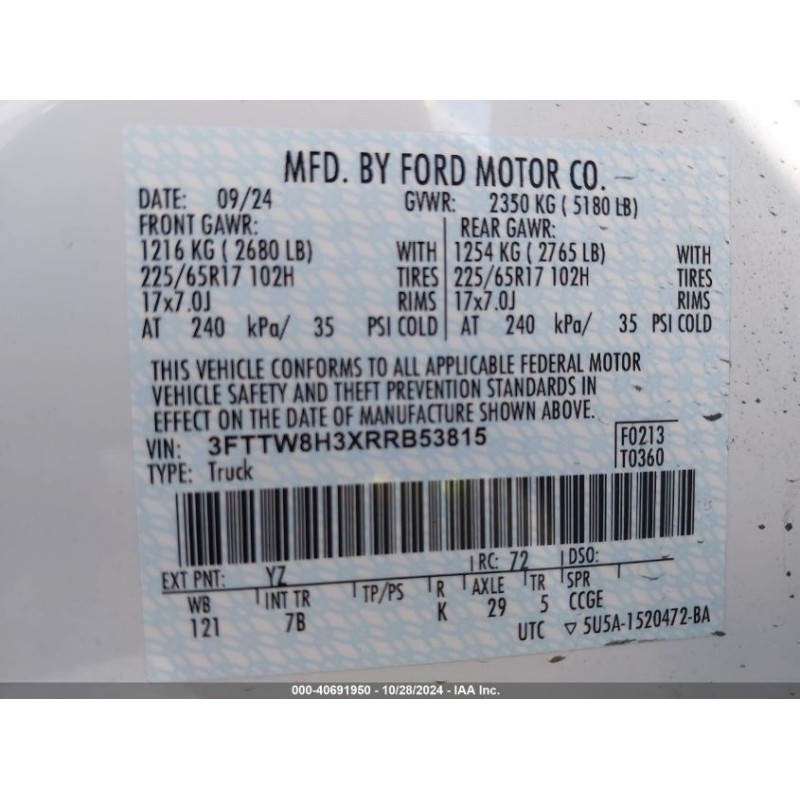 MFD. BY FORD MOTOR CO.
DATE: 09/24 GVWR: 2350 KG ( 5180 LB)
FRONT GAWR: REAR GAWR:
1216 KG ( 2680 LB) WITH 1254 KG ( 2765 LB) WITH
225/65R17 102H TIRES 225/65R17 102H TIRES
17x7.0J RIMS 17x7.0J RIMS
AT 240 kPa/ 35 PSI COLD AT 240 kPa/ 35 PSI COLD
THIS VEHICLE CONFORMS TO ALL APPLICABLE FEDERAL MOTOR
VEHICLE SAFETY AND THEFT PREVENTION STANDARDS IN
EFFECT ON THE DATE OF MANUFACTURE SHOWN ABOVE.
VIN: 3FTTW8H3XRRB53815 F0213
TYPE: Truck T0360
EXT PNT: YZ RC: 72 DSO:
WB INT TR TP/PS R AXLE TR SPR
121 7B K 29 5 CCGE
UTC ▽ 5U5A-1520472-BA
000-40691950 - 10/28/2024 - IAA Inc.